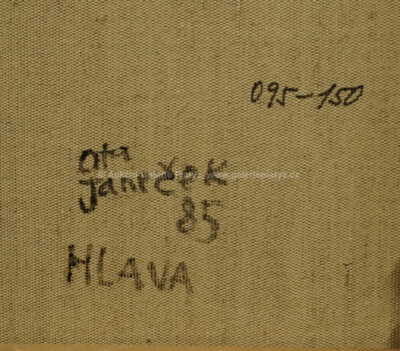 095-150
Ota
Janeček
85
HLAVA